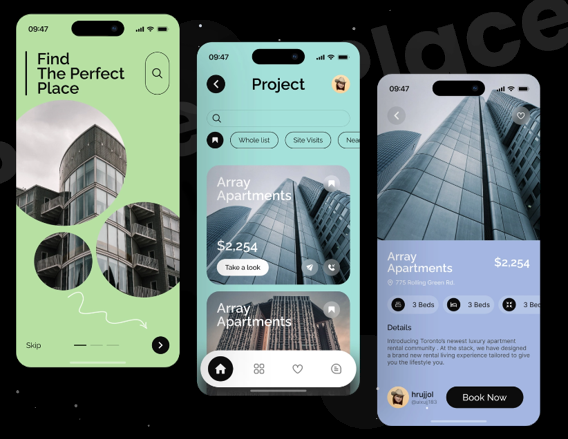 place
09:47
Find
The Perfect
Place
Skip
09:47
Project
Whole list
Site Visits
Nea
Array
Apartments
$2,254
Take a look
Array
Apartments
09:47
Array
Apartments
$2,254
775 Rolling Green Rd.
3 Beds
3 Beds
3 Bed
Details
Introducing Toronto's newest luxury apartment
rental community . At the stack, we have designed
a brand new rental living experience tailored to give
you the lifestyle you.
hrujjol
Book Now